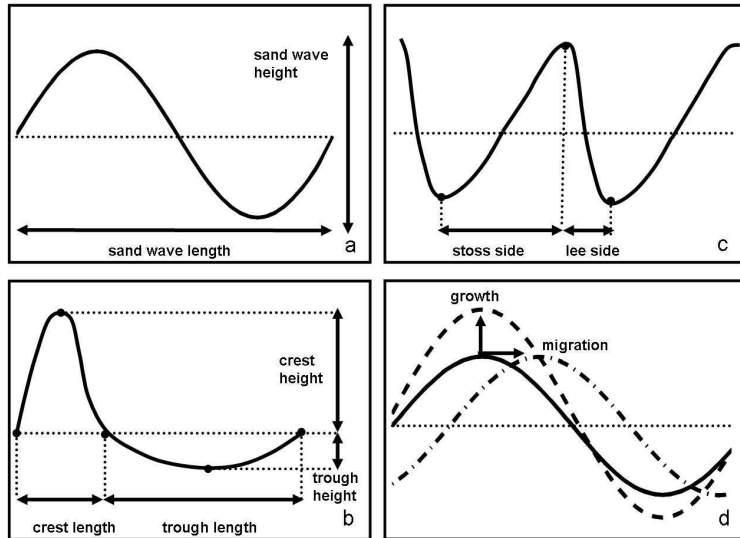 sand wave
height
sand wave length
a
stoss side
lee side
c
crest
height
trough
height
crest length
trough length
b
growth
migration
d